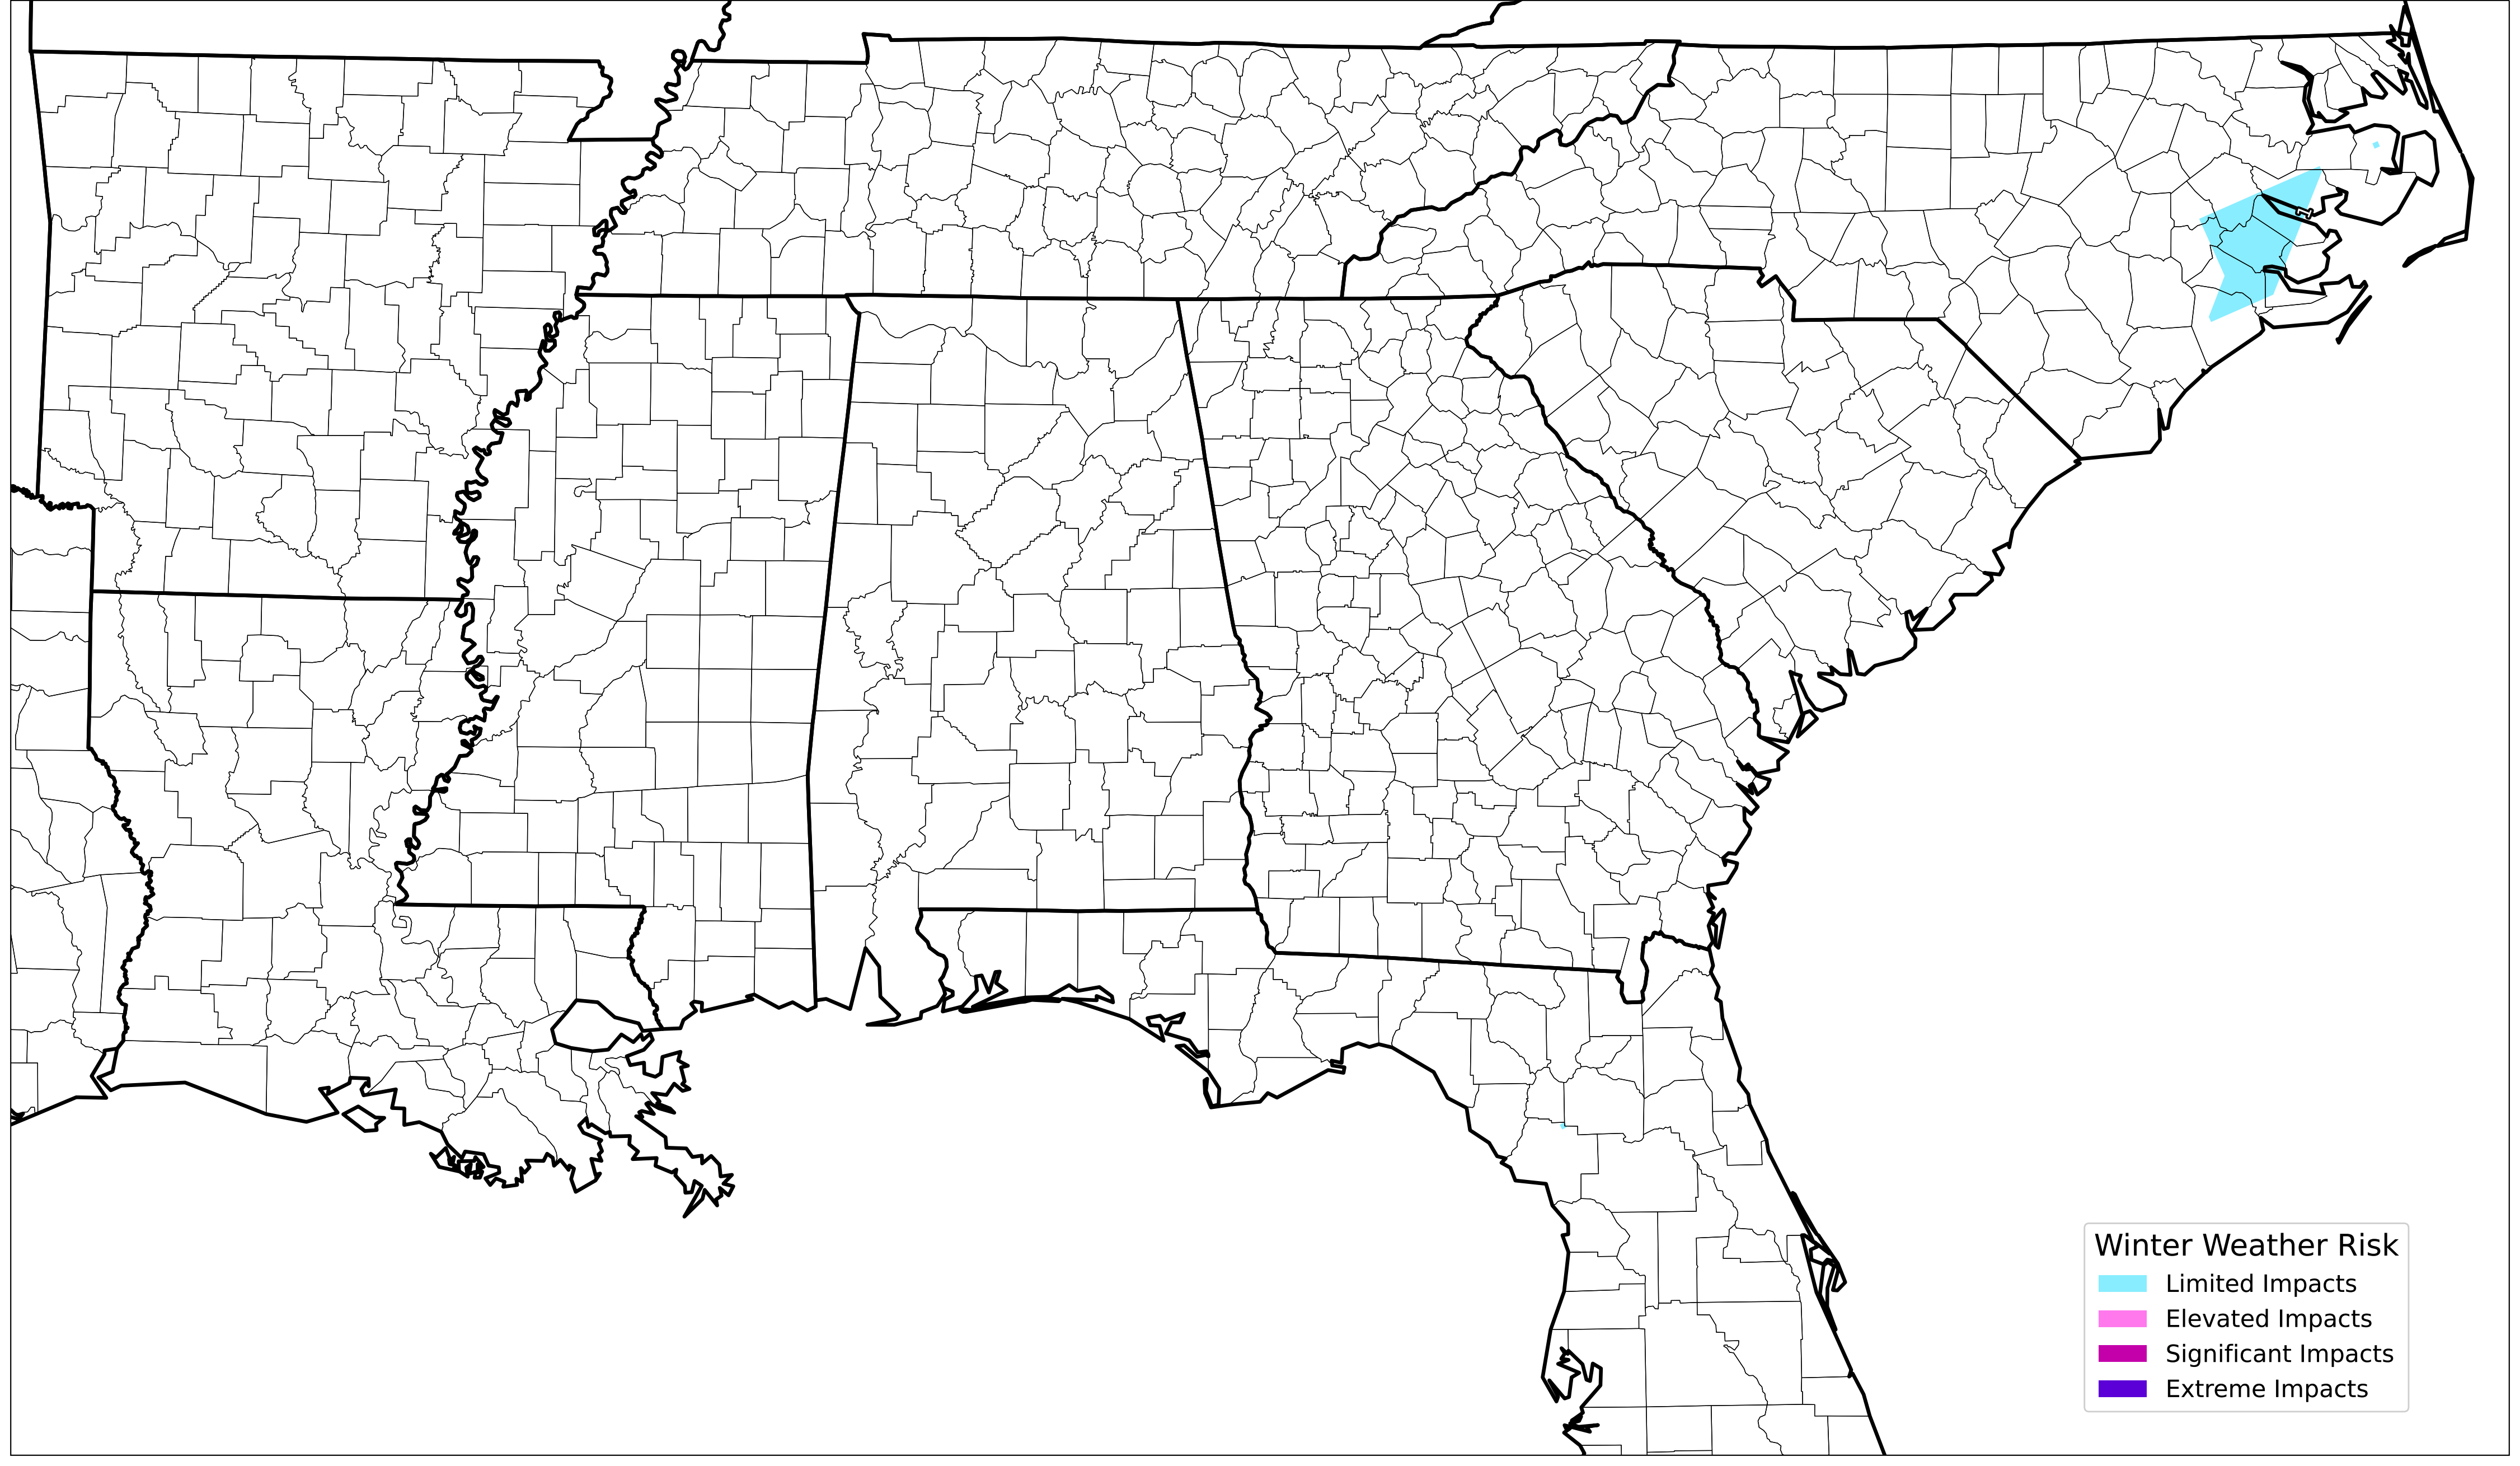 Winter Weather Risk
Limited Impacts
Elevated Impacts
Significant Impacts
Extreme Impacts